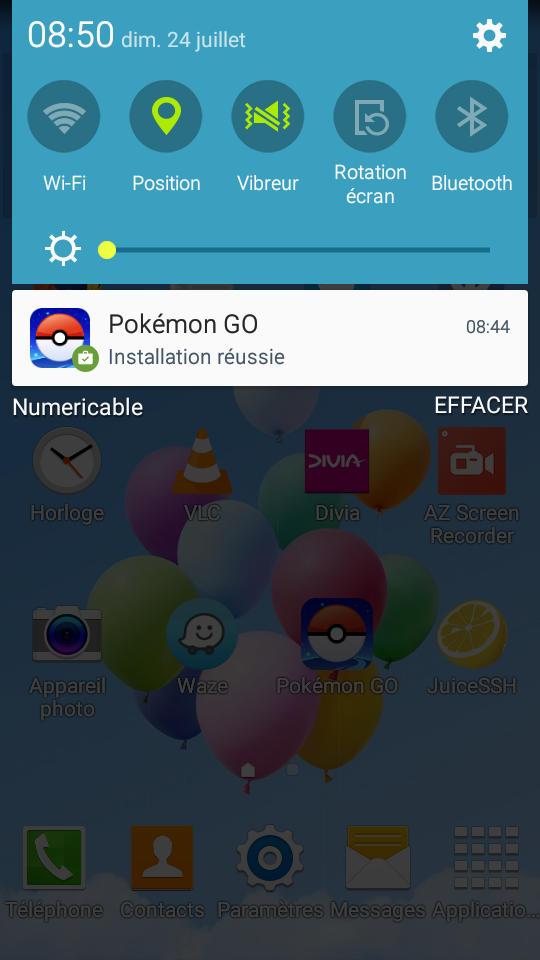 08:50 dim. 24 juillet
Wi-Fi
Position
Vibreur
Rotation
écran
Bluetooth
Pokémon GO
08:44
Installation réussie
Numericable
EFFACER
DIVIA
Horloge
VLC
Divia
AZ Screen
Recorder
Appareil
photo
Waze
Pokémon GO
JuiceSSH
Téléphone
Contacts
Paramètres
Messages
Applicatio...